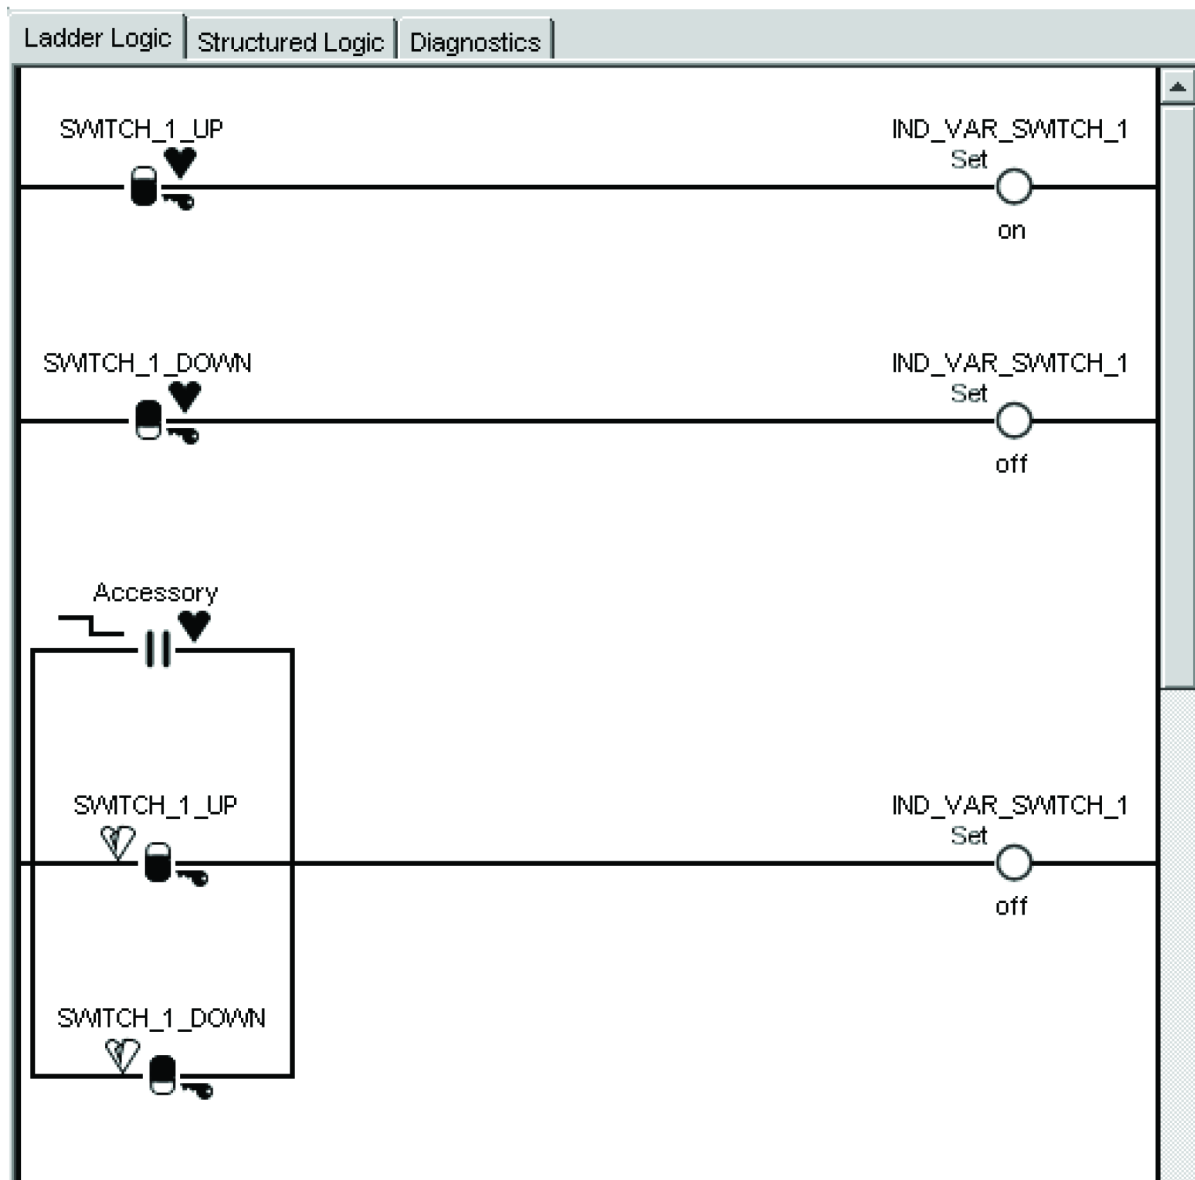 Ladder Logic Structured Logic Diagnostics
SWITCH_1_UP IND_VAR_SWITCH_1
Set
on
SWITCH_1_DOWN IND_VAR_SWITCH_1
Set
off
Accessory
SWITCH_1_UP IND_VAR_SWITCH_1
Set
off
SWITCH_1_DOWN